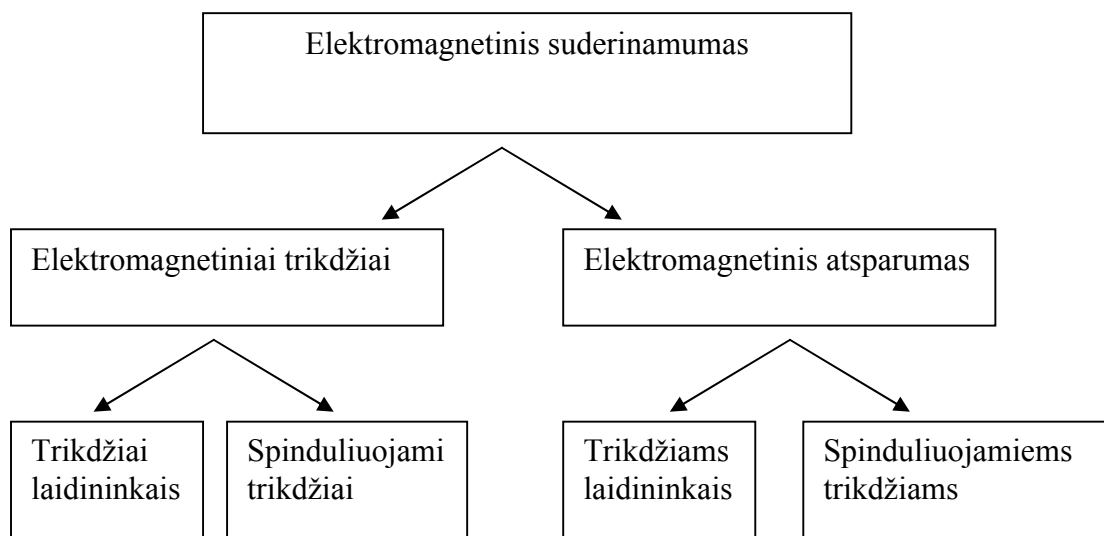 Elektromagnetinis suderinamumas
Elektromagnetiniai trikdžiai
Elektromagnetinis atsparumas
Trikdžiai
laidininkais
Spinduliuojami
trikdžiai
Trikdžiams
laidininkais
Spinduliuojamiems
trikdžiams